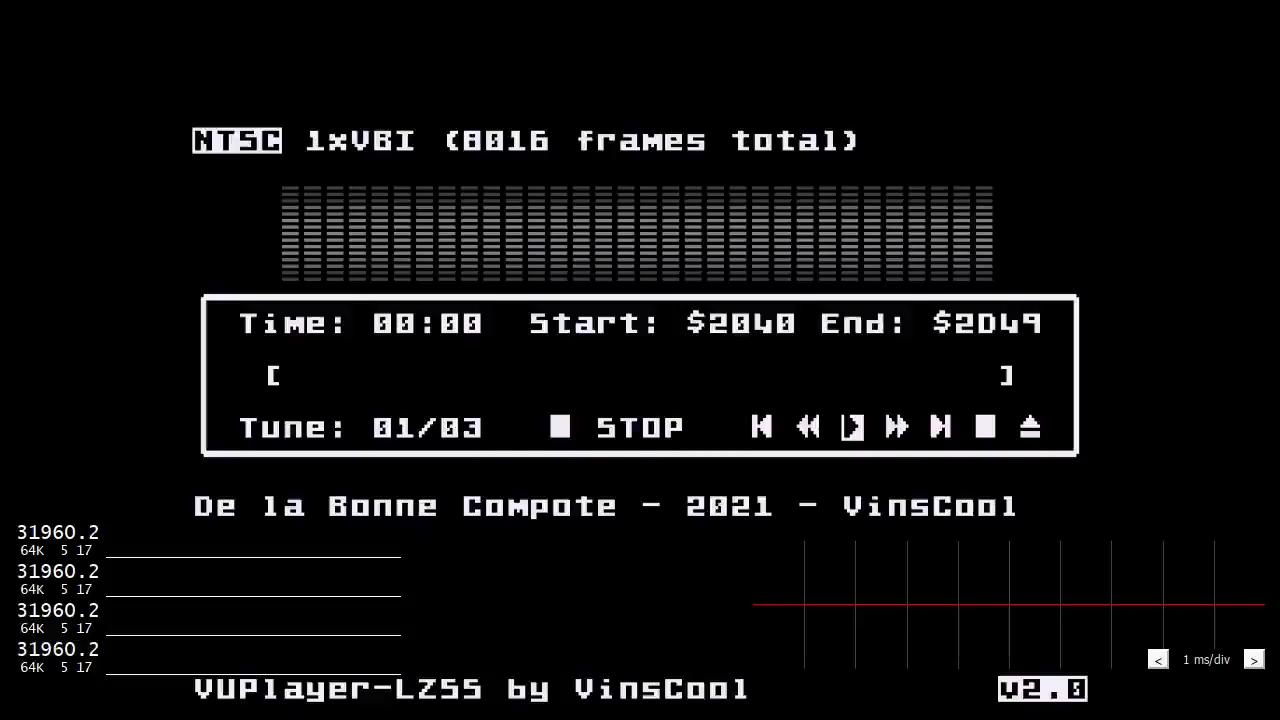 NTSC 1xVBI (8016 frames total)
Time: 00:00 Start: $2040 End: $2D49
[ ]
Tune: 01/03 STOP
De la Bonne Compote - 2021 - VinsCool
31960.2
64K 5 17
31960.2
64K 5 17
31960.2
64K 5 17
31960.2
64K 5 17
< 1 ms/div >
VUPlayer-LZSS by VinsCool v2.0